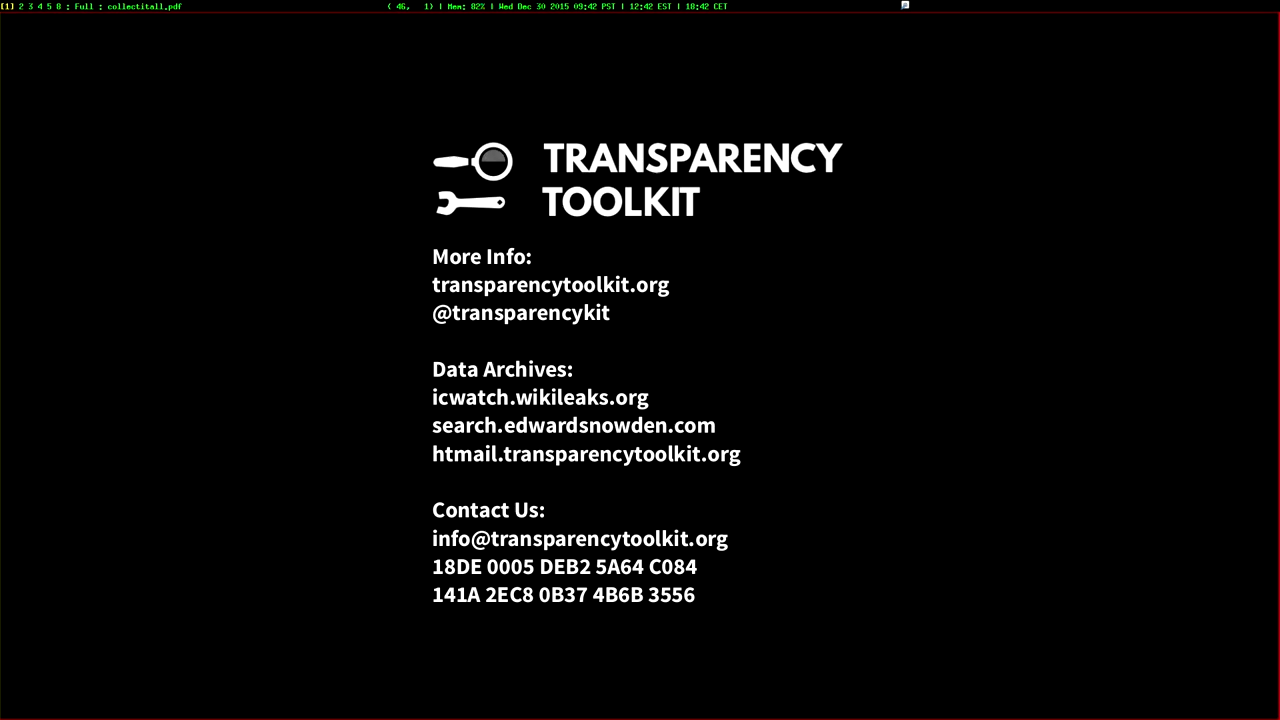 [1] 2 3 4 5 8 : Full : collectitall.pdf ( 46, 1) | Mem: 82% | Wed Dec 30 2015 09:42 PST | 12:42 EST | 18:42 CET
TRANSPARENCY
TOOLKIT
More Info:
transparencytoolkit.org
@transparencykit
Data Archives:
icwatch.wikileaks.org
search.edwardsnowden.com
htmail.transparencytoolkit.org
Contact Us:
info@transparencytoolkit.org
18DE 0005 DEB2 5A64 C084
141A 2EC8 0B37 4B6B 3556